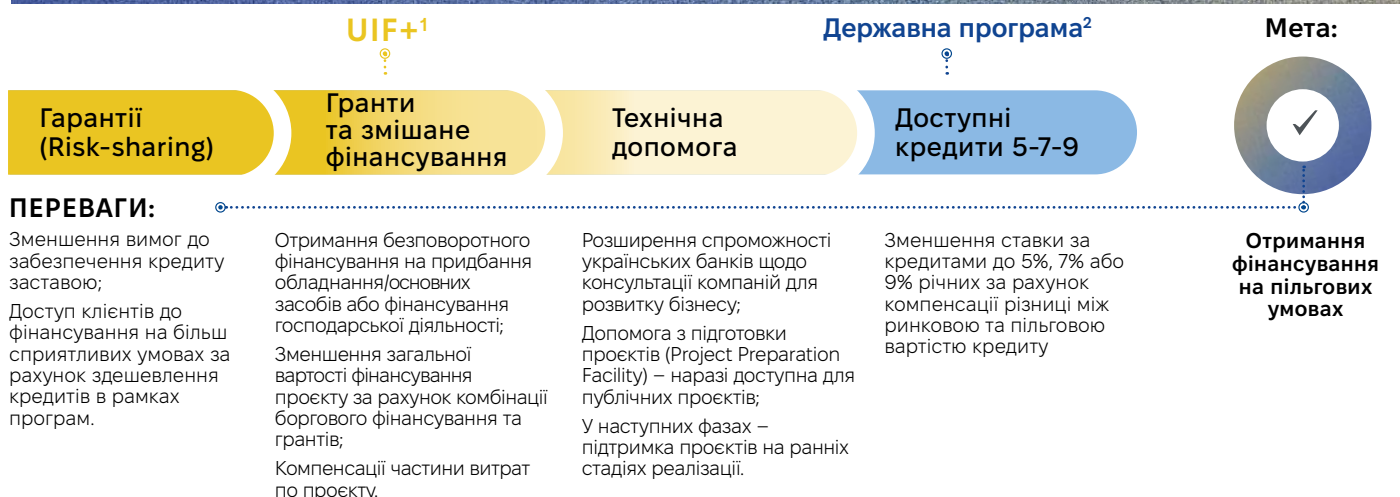 UIF+1
Державна програма2
Мета:
Гарантії
(Risk-sharing)
Гранти
та змішане
фінансування
Технічна
допомога
Доступні
кредити 5-7-9
ПЕРЕВАГИ:
Зменшення вимог до
забезпечення кредиту
заставою;
Доступ клієнтів до
фінансування на більш
сприятливих умовах за
рахунок здешевлення
кредитів в рамках
програм.
Отримання безповоротного
фінансування на придбання
обладнання/основних
засобів або фінансування
господарської діяльності;
Зменшення загальної
вартості фінансування
проєкту за рахунок комбінації
боргового фінансування та
грантів;
Компенсації частини витрат
по проєкту.
Розширення спроможності
українських банків щодо
консультації компаній для
розвитку бізнесу;
Допомога з підготовки
проєктів (Project Preparation
Facility) – наразі доступна для
публічних проєктів;
У наступних фазах –
підтримка проєктів на ранніх
стадіях реалізації.
Зменшення ставки за
кредитами до 5%, 7% або
9% річних за рахунок
компенсації різниці між
ринковою та пільговою
вартістю кредиту
Отримання
фінансування
на пільгових
умовах